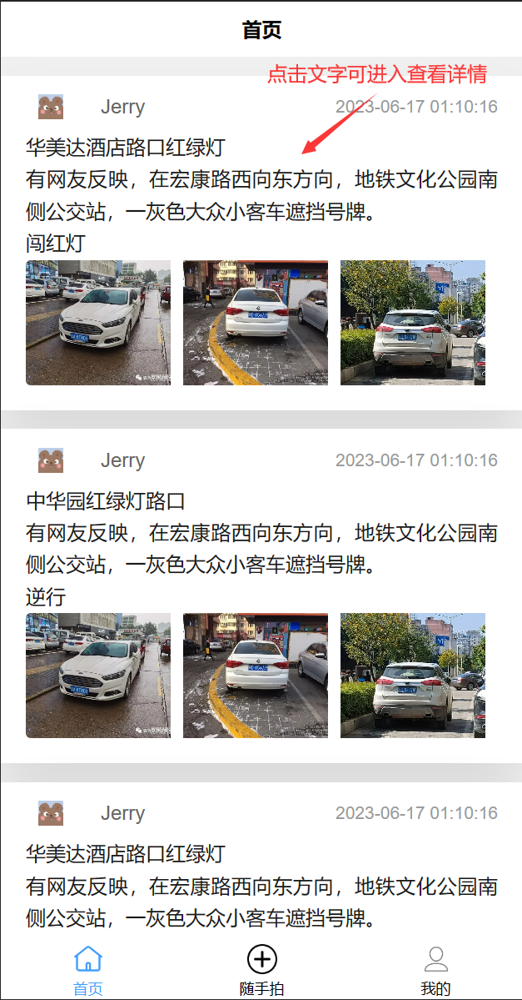 首页
点击文字可进入查看详情
Jerry
2023-06-17 01:10:16
华美达酒店路口红绿灯
有网友反映，在宏康路西向东方向，地铁文化公园南
侧公交站，一灰色大众小客车遮挡号牌。
闯红灯
Jerry
2023-06-17 01:10:16
中华园红绿灯路口
有网友反映，在宏康路西向东方向，地铁文化公园南
侧公交站，一灰色大众小客车遮挡号牌。
逆行
Jerry
2023-06-17 01:10:16
华美达酒店路口红绿灯
有网友反映，在宏康路西向东方向，地铁文化公园南
侧公交站，一灰色大众小客车遮挡号牌。
首页
随手拍
我的